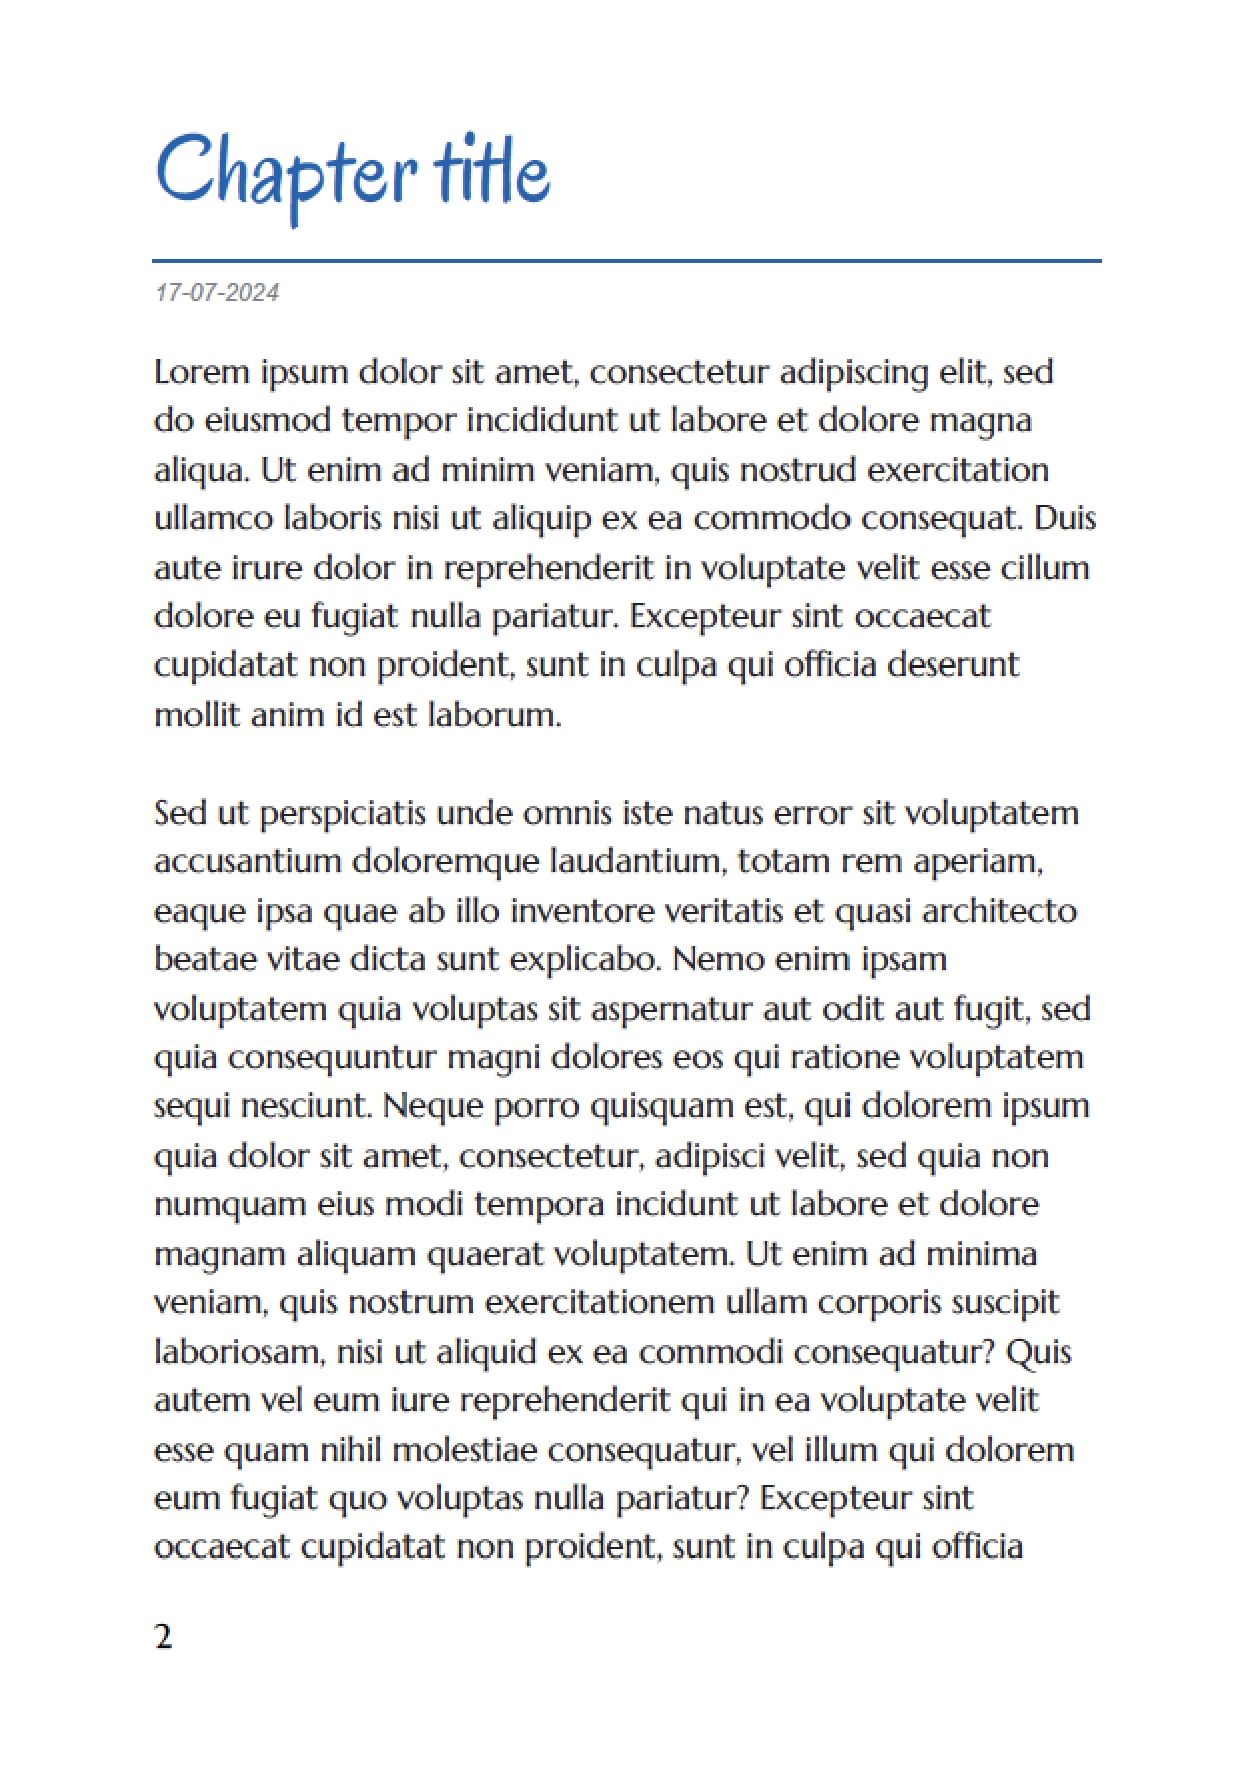 Chapter title
17-07-2024
Lorem ipsum dolor sit amet, consectetur adipiscing elit, sed
do eiusmod tempor incididunt ut labore et dolore magna
aliqua. Ut enim ad minim veniam, quis nostrud exercitation
ullamco laboris nisi ut aliquip ex ea commodo consequat. Duis
aute irure dolor in reprehenderit in voluptate velit esse cillum
dolore eu fugiat nulla pariatur. Excepteur sint occaecat
cupidatat non proident, sunt in culpa qui officia deserunt
mollit anim id est laborum.
Sed ut perspiciatis unde omnis iste natus error sit voluptatem
accusantium doloremque laudantium, totam rem aperiam,
eaque ipsa quae ab illo inventore veritatis et quasi architecto
beatae vitae dicta sunt explicabo. Nemo enim ipsam
voluptatem quia voluptas sit aspernatur aut odit aut fugit, sed
quia consequuntur magni dolores eos qui ratione voluptatem
sequi nesciunt. Neque porro quisquam est, qui dolorem ipsum
quia dolor sit amet, consectetur, adipisci velit, sed quia non
numquam eius modi tempora incidunt ut labore et dolore
magnam aliquam quaerat voluptatem. Ut enim ad minima
veniam, quis nostrum exercitationem ullam corporis suscipit
laboriosam, nisi ut aliquid ex ea commodi consequatur? Quis
autem vel eum iure reprehenderit qui in ea voluptate velit
esse quam nihil molestiae consequatur, vel illum qui dolorem
eum fugiat quo voluptas nulla pariatur? Excepteur sint
occaecat cupidatat non proident, sunt in culpa qui officia
2